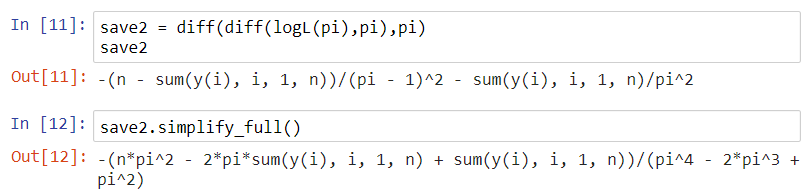 In [11]: save2 = diff(diff(logL(pi),pi),pi)
save2
Out[11]: -(n - sum(y(i), i, 1, n))/(pi - 1)^2 - sum(y(i), i, 1, n)/pi^2
In [12]: save2.simplify_full()
Out[12]: -(n*pi^2 - 2*pi*sum(y(i), i, 1, n) + sum(y(i), i, 1, n))/(pi^4 - 2*pi^3 +
pi^2)